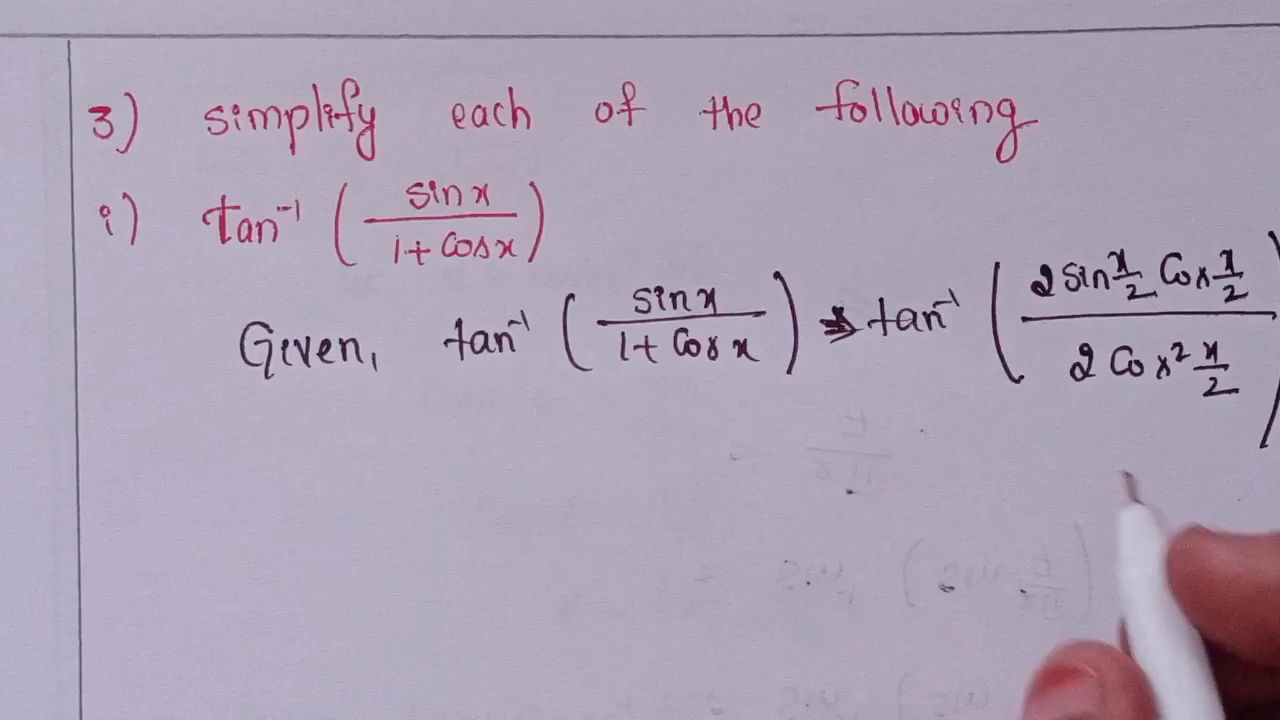 3) simplify each of the following
i) tan⁻¹ (sin x / 1 + Cos x)
Given, tan⁻¹ (sin x / 1 + Cos x) tan⁻¹ (2 sin x/2 Cos x/2 / 2 Cos² x/2)